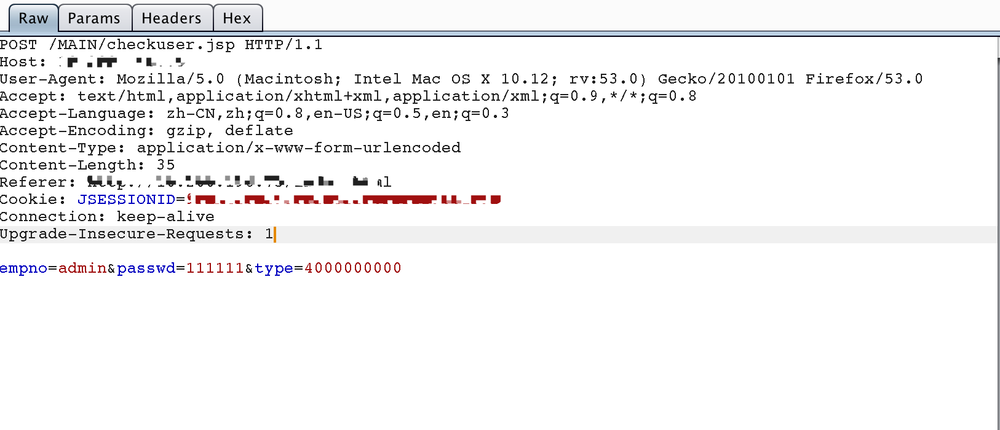 Raw Params Headers Hex
POST /MAIN/checkuser.jsp HTTP/1.1
Host:
User-Agent: Mozilla/5.0 (Macintosh; Intel Mac OS X 10.12; rv:53.0) Gecko/20100101 Firefox/53.0
Accept: text/html,application/xhtml+xml,application/xml;q=0.9,*/*;q=0.8
Accept-Language: zh-CN,zh;q=0.8,en-US;q=0.5,en;q=0.3
Accept-Encoding: gzip, deflate
Content-Type: application/x-www-form-urlencoded
Content-Length: 35
Referer:
Cookie: JSESSIONID=
Connection: keep-alive
Upgrade-Insecure-Requests: 1
empno=admin&passwd=111111&type=4000000000